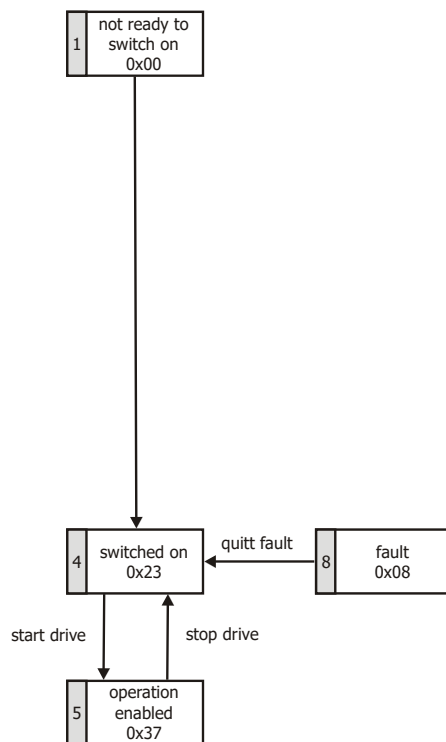 1
not ready to
switch on
0x00
4
switched on
0x23
quitt fault
8
fault
0x08
start drive
stop drive
5
operation
enabled
0x37